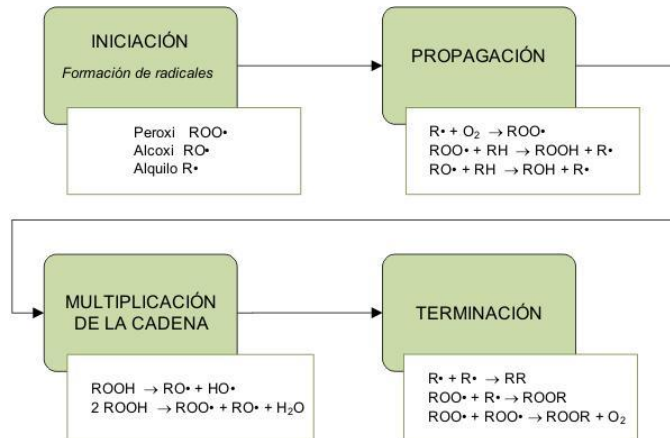 INICIACIÓN
Formación de radicales
Peroxi ROO•
Alcoxi RO•
Alquilo R•
PROPAGACIÓN
R• + O₂ → ROO•
ROO• + RH → ROOH + R•
RO• + RH → ROH + R•
MULTIPLICACIÓN
DE LA CADENA
ROOH → RO• + HO•
2 ROOH → ROO• + RO• + H₂O
TERMINACIÓN
R• + R• → RR
ROO• + R• → ROOR
ROO• + ROO• → ROOR + O₂